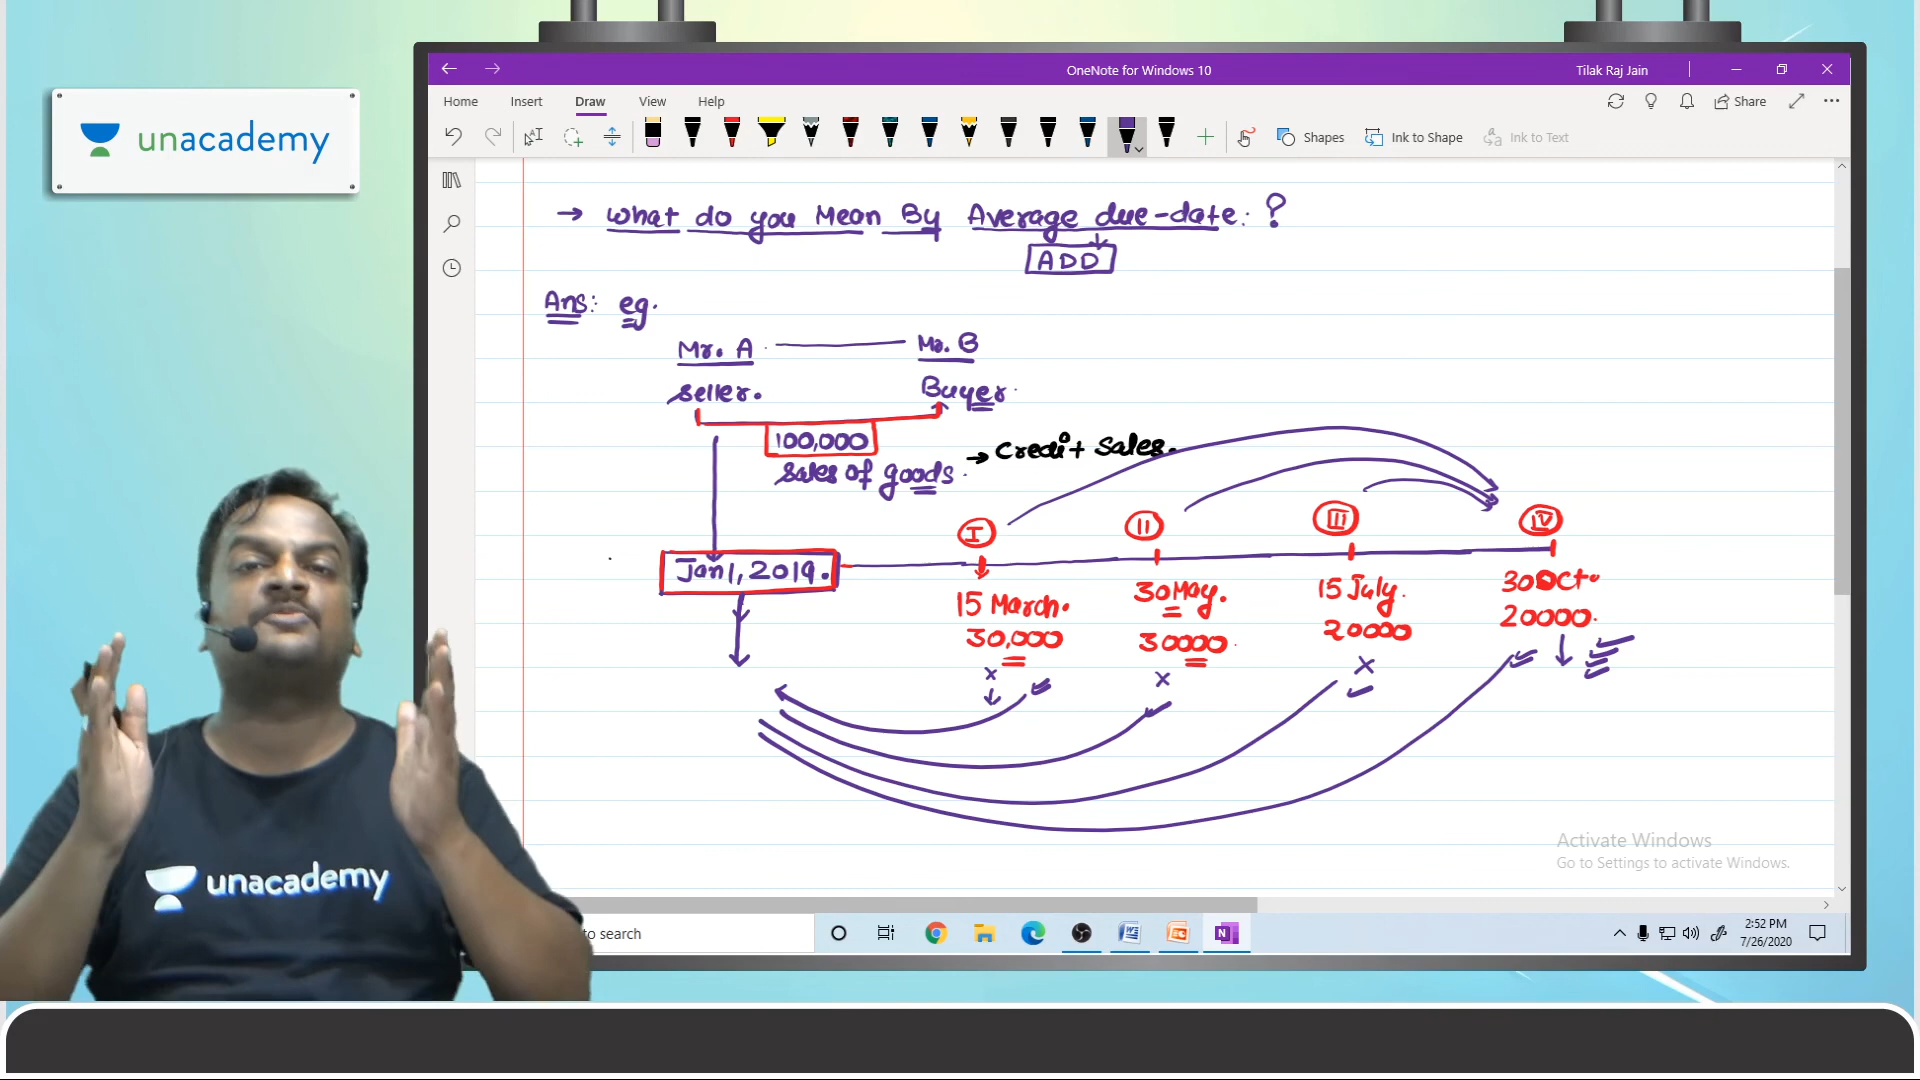 unacademy
OneNote for Windows 10
Tilak Raj Jain
Home Insert Draw View Help
Share
Shapes Ink to Shape Ink to Text
→ What do you Mean By Average due-date. ?
ADD
Ans: eg.
Mr. A Mr. B
Seller. Buyer
100,000
→ Credit Sales.
Sales of goods
I II III IV
Jan 1, 2019.
15 March. 30 May. 15 July. 30 Oct.
30,000 30000 20000 20000
x x x
unacademy
Activate Windows
Go to Settings to activate Windows.
to search
2:52 PM
7/26/2020